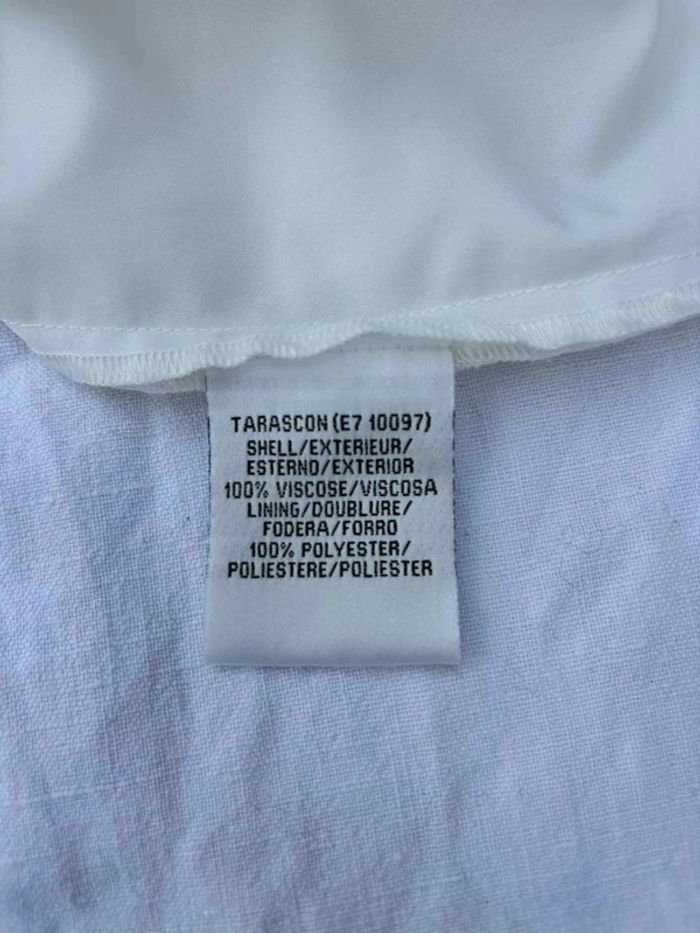 TARASCON (E7 10097)
SHELL/EXTERIEUR/
ESTERNO/EXTERIOR
100% VISCOSE/VISCOSA
LINING/DOUBLURE/
FODERA/FORRO
100% POLYESTER/
POLIESTERE/POLIESTER